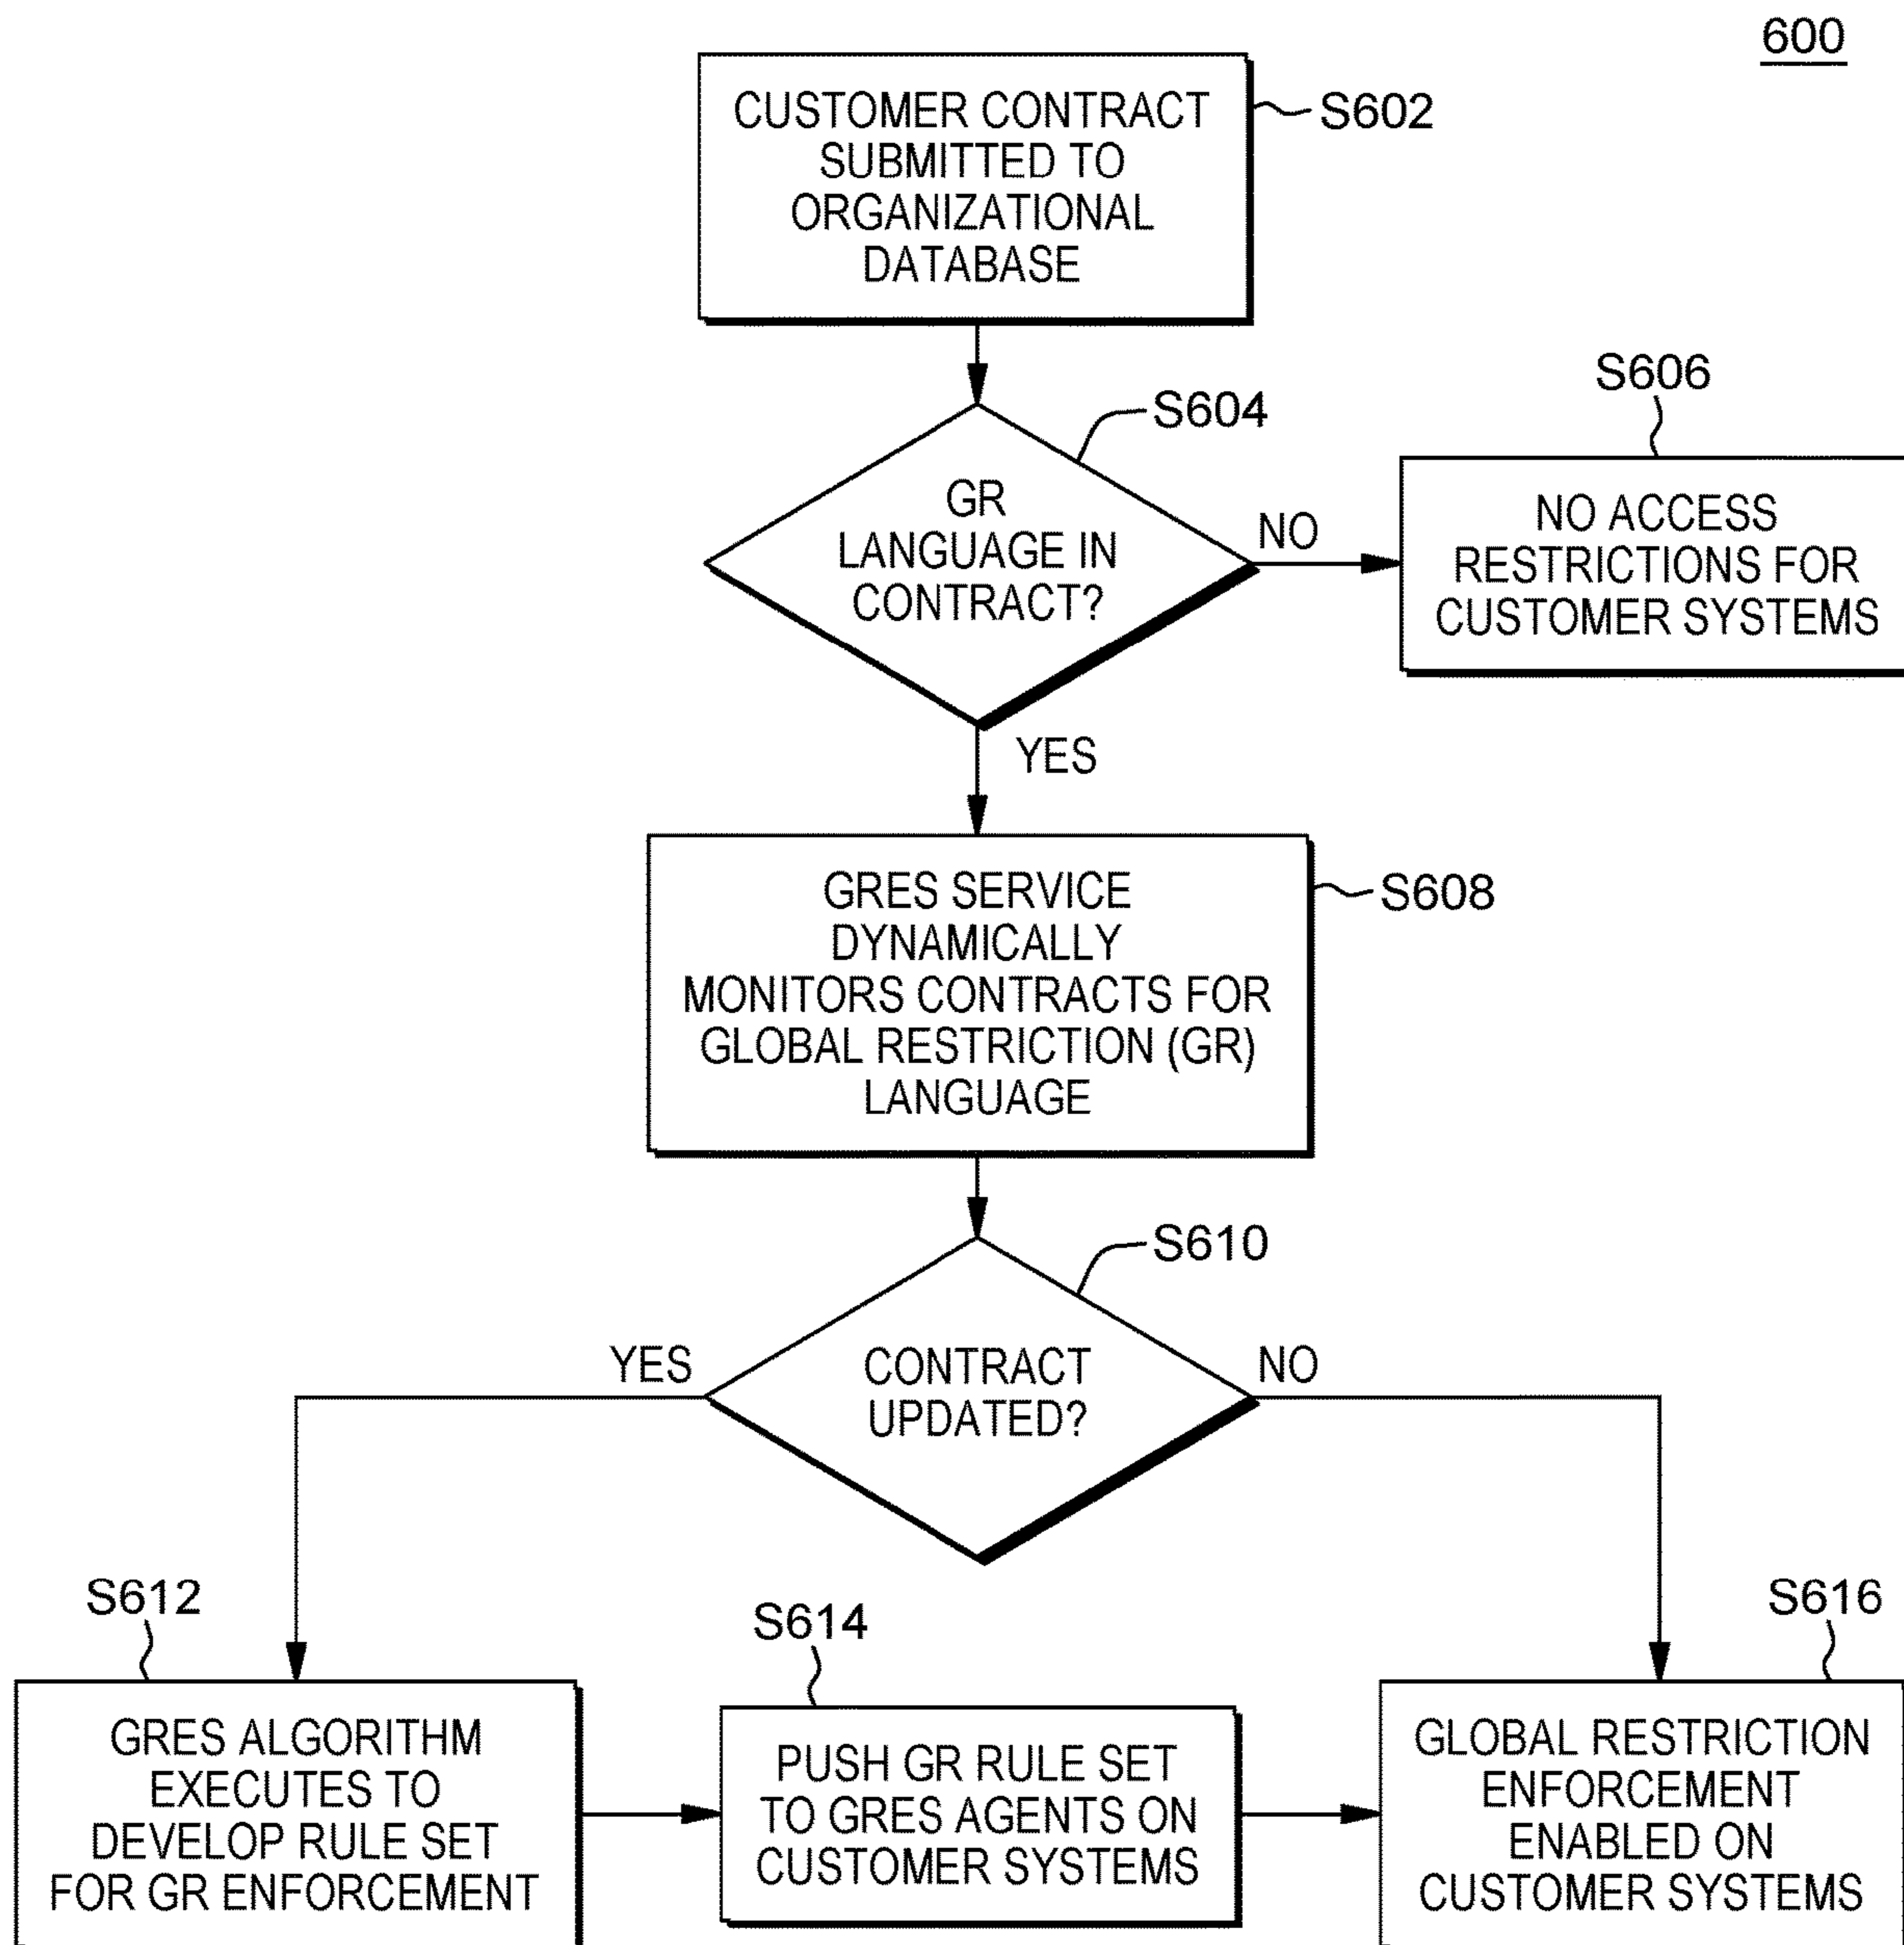 600
CUSTOMER CONTRACT
SUBMITTED TO
ORGANIZATIONAL
DATABASE
S602
S604
GR
LANGUAGE IN
CONTRACT?
NO
S606
NO ACCESS
RESTRICTIONS FOR
CUSTOMER SYSTEMS
YES
GRES SERVICE
DYNAMICALLY
MONITORS CONTRACTS FOR
GLOBAL RESTRICTION (GR)
LANGUAGE
S608
S610
CONTRACT
UPDATED?
YES
NO
S612
GRES ALGORITHM
EXECUTES TO
DEVELOP RULE SET
FOR GR ENFORCEMENT
S614
PUSH GR RULE SET
TO GRES AGENTS ON
CUSTOMER SYSTEMS
S616
GLOBAL RESTRICTION
ENFORCEMENT
ENABLED ON
CUSTOMER SYSTEMS